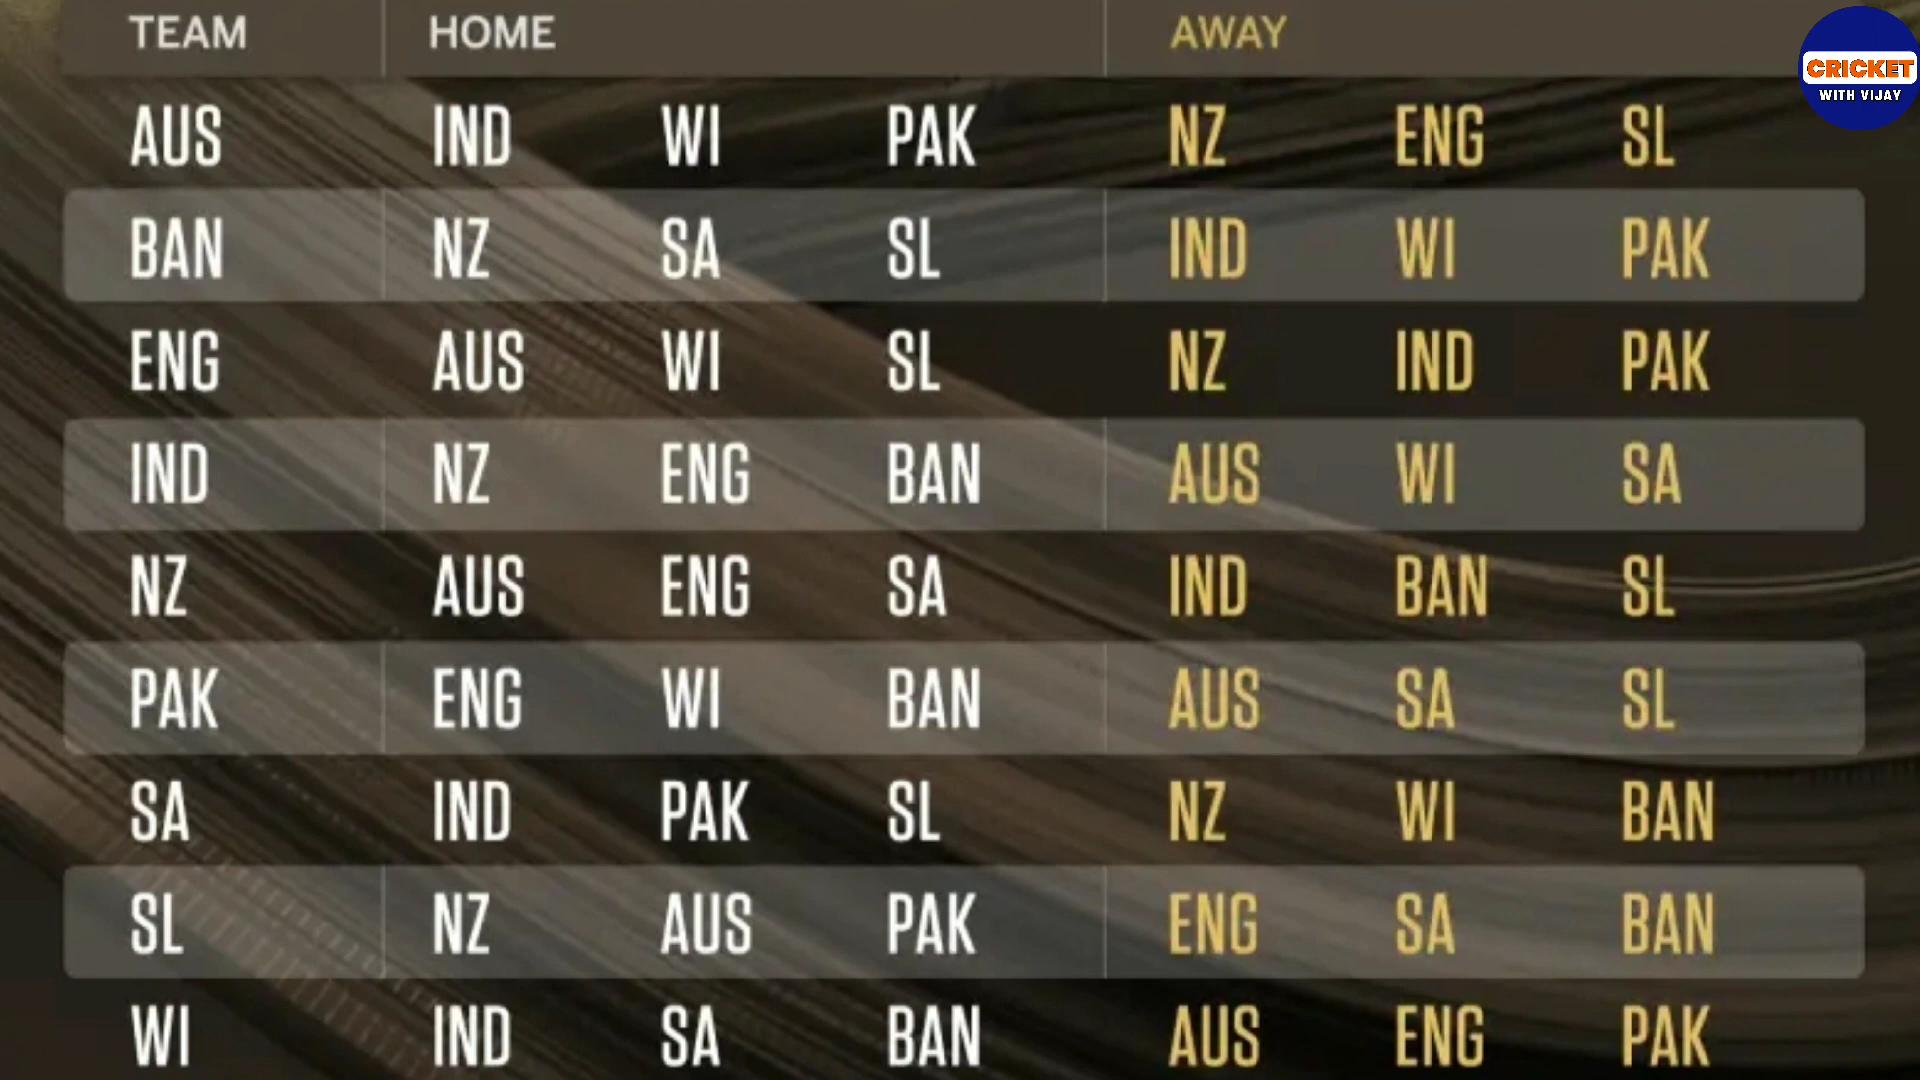 TEAM HOME AWAY
CRICKET
WITH VIJAY
AUS IND WI PAK NZ ENG SL
BAN NZ SA SL IND WI PAK
ENG AUS WI SL NZ IND PAK
IND NZ ENG BAN AUS WI SA
NZ AUS ENG SA IND BAN SL
PAK ENG WI BAN AUS SA SL
SA IND PAK SL NZ WI BAN
SL NZ AUS PAK ENG SA BAN
WI IND SA BAN AUS ENG PAK